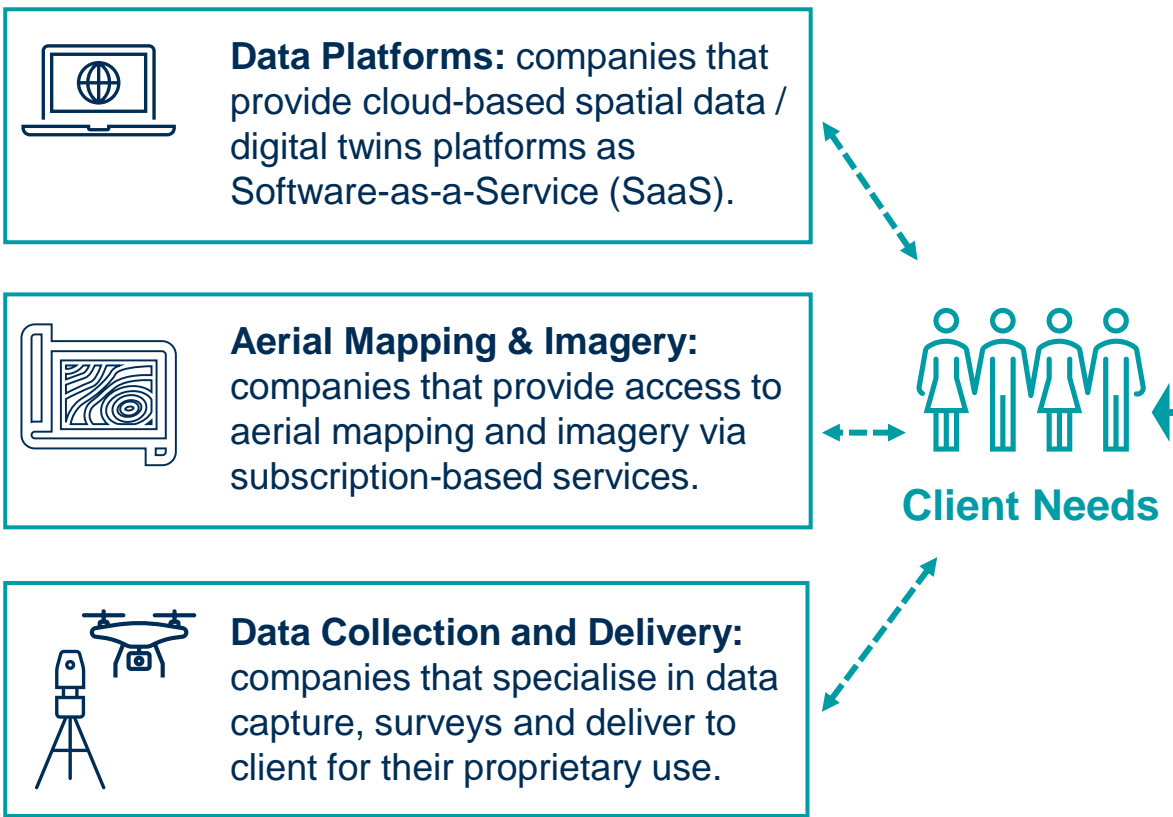 Data Platforms: companies that
provide cloud-based spatial data /
digital twins platforms as
Software-as-a-Service (SaaS).
Aerial Mapping & Imagery:
companies that provide access to
aerial mapping and imagery via
subscription-based services.
Client Needs
Data Collection and Delivery:
companies that specialise in data
capture, surveys and deliver to
client for their proprietary use.